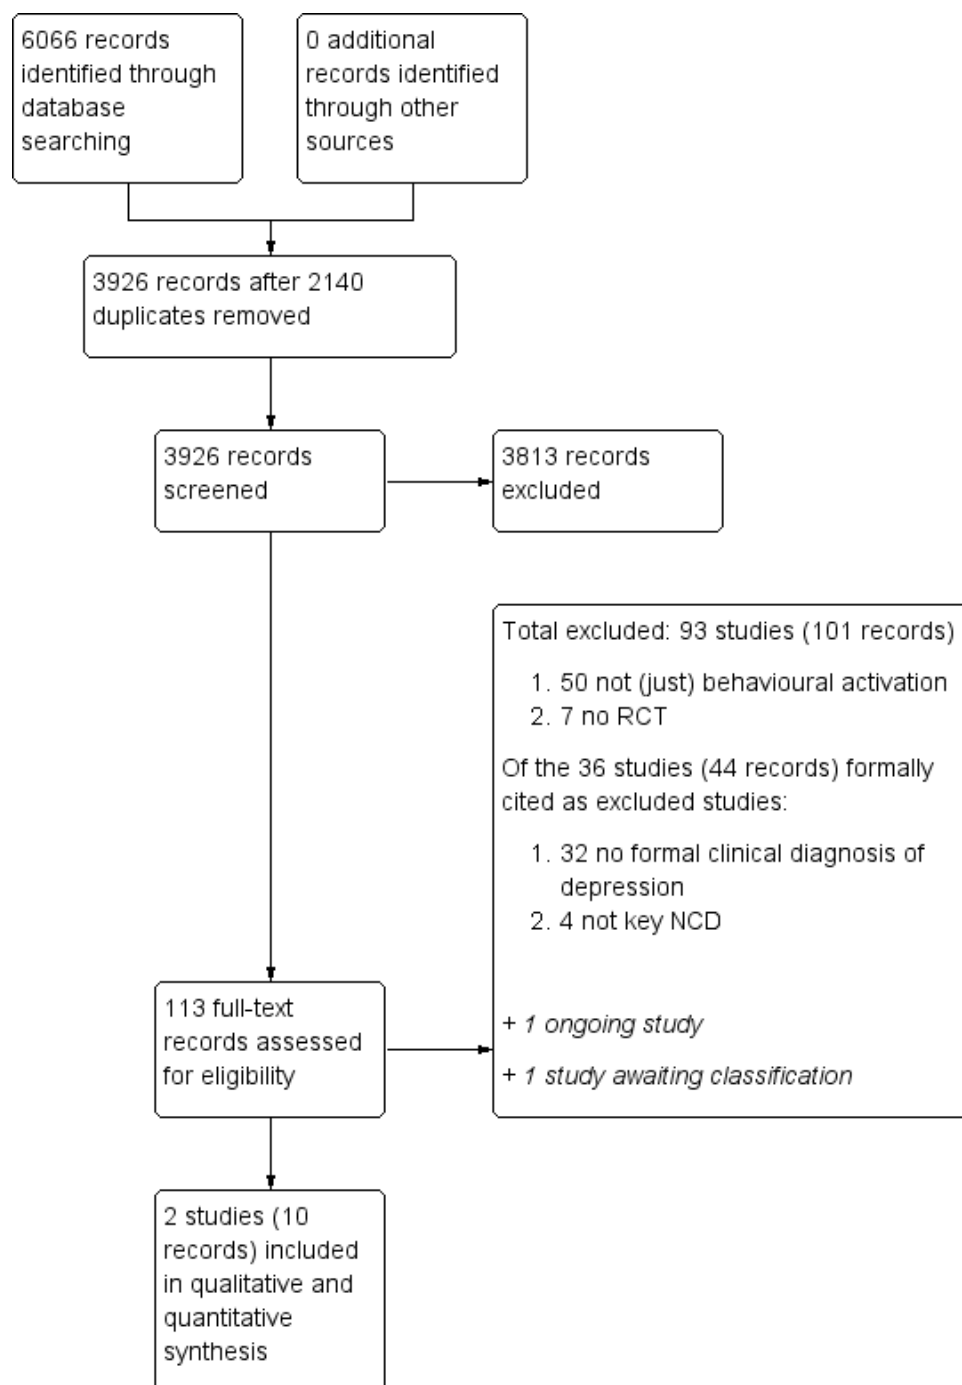 6066 records
identified through
database
searching
0 additional
records identified
through other
sources
3926 records after 2140
duplicates removed
3926 records
screened
3813 records
excluded
Total excluded: 93 studies (101 records)
1. 50 not (just) behavioural activation
2. 7 no RCT
Of the 36 studies (44 records) formally
cited as excluded studies:
1. 32 no formal clinical diagnosis of
depression
2. 4 not key NCD
+ 1 ongoing study
+ 1 study awaiting classification
113 full-text
records assessed
for eligibility
2 studies (10
records) included
in qualitative and
quantitative
synthesis